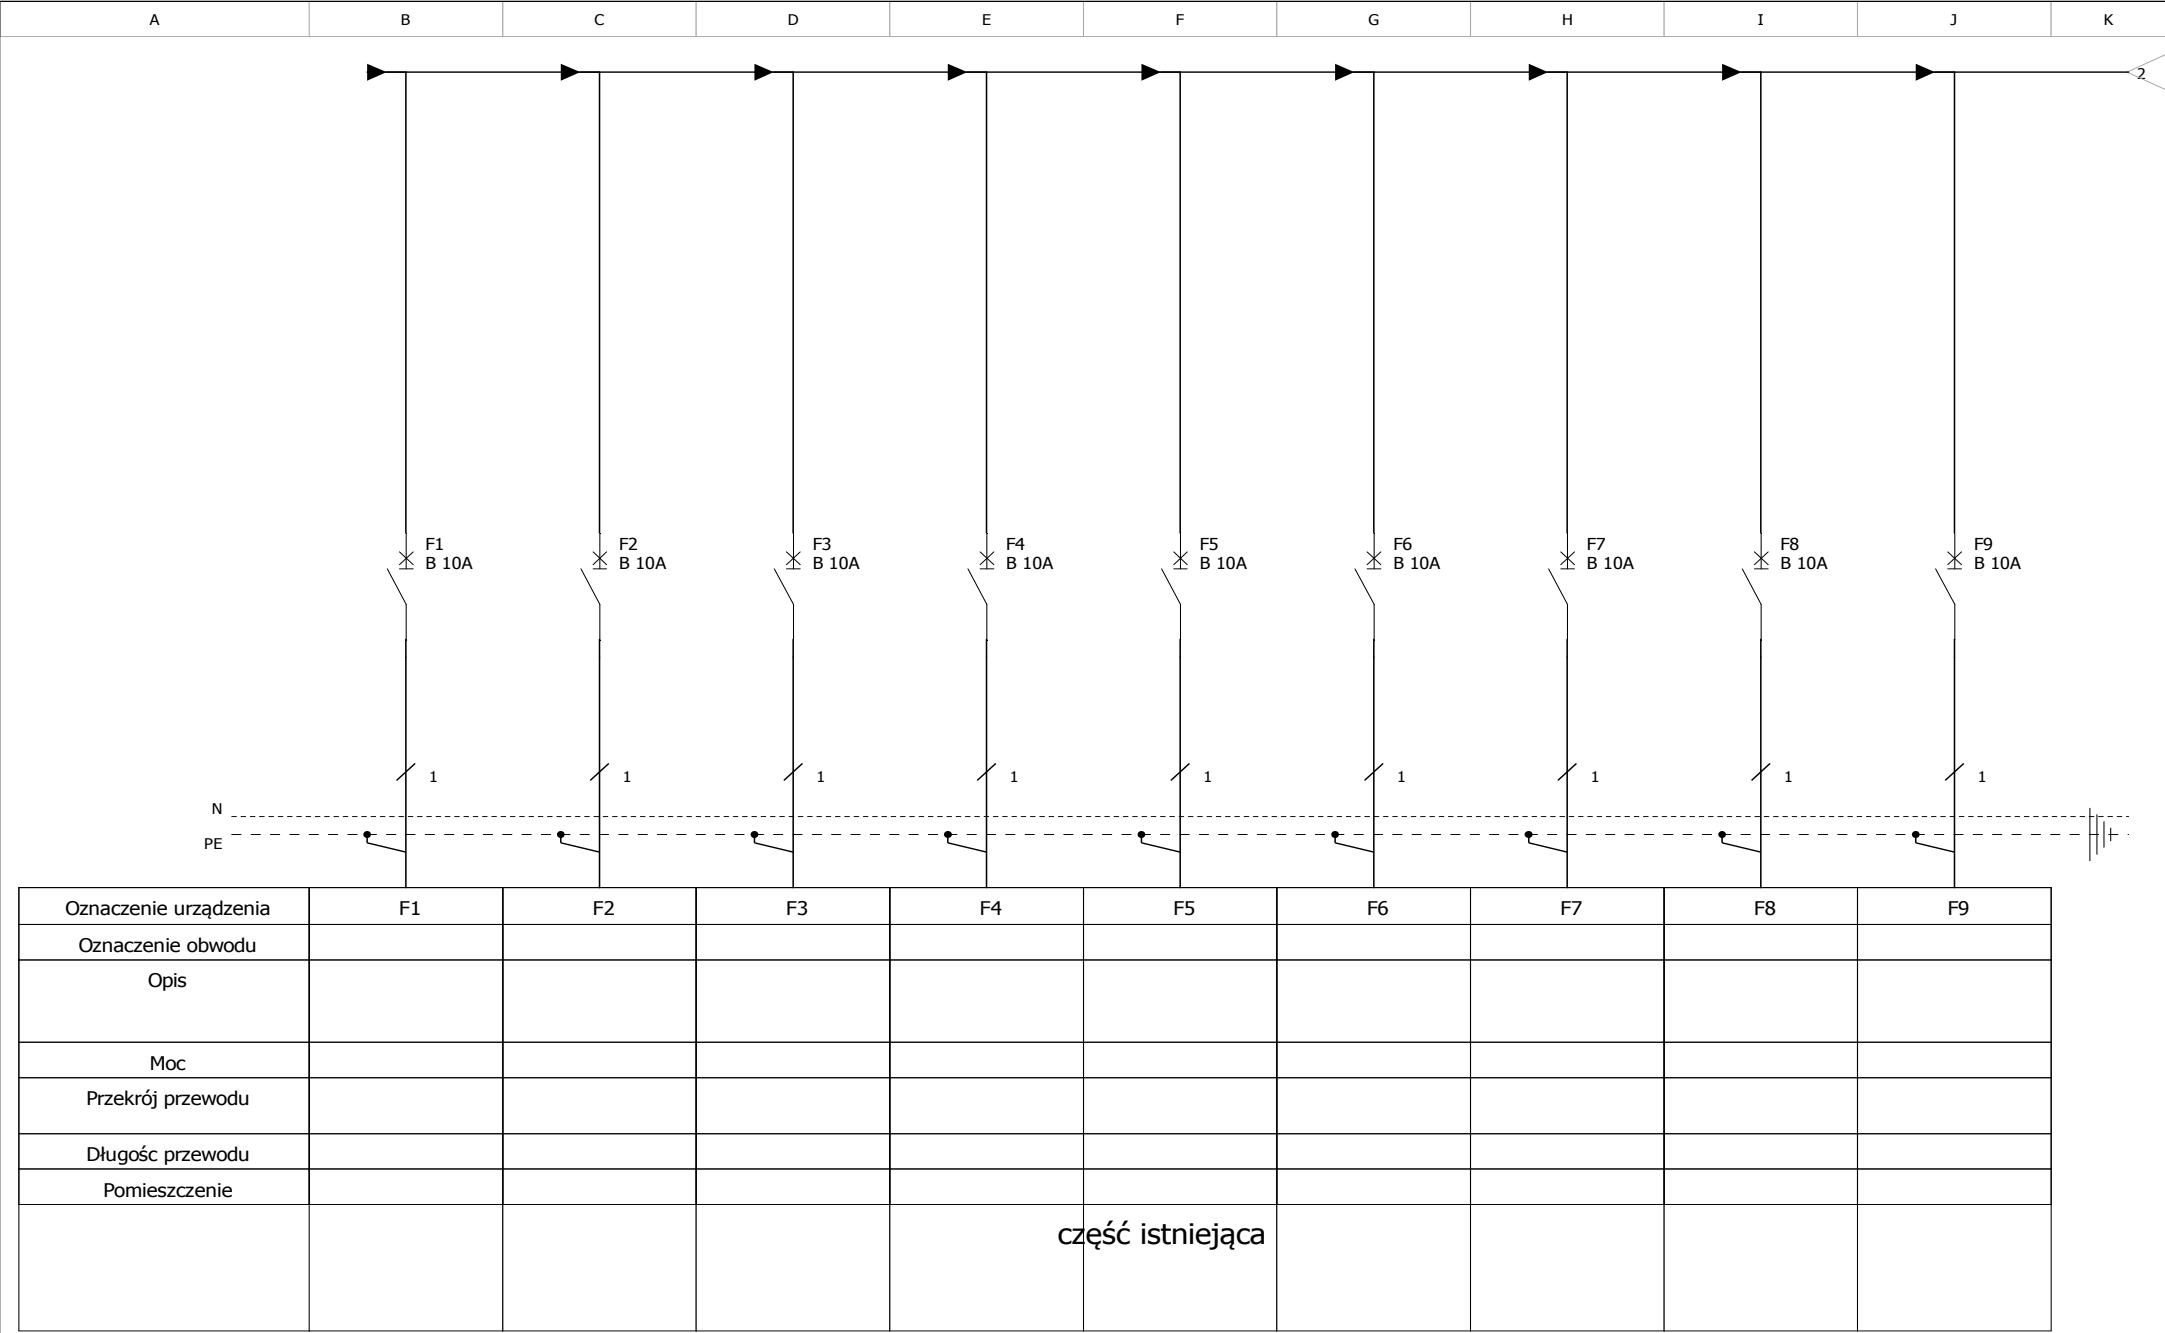 A B C D E F G H I J K
2
F1 F2 F3 F4 F5 F6 F7 F8 F9
B 10A B 10A B 10A B 10A B 10A B 10A B 10A B 10A B 10A
1 1 1 1 1 1 1 1 1
N
PE
Oznaczenie urządzenia F1 F2 F3 F4 F5 F6 F7 F8 F9
Oznaczenie obwodu
Opis
Moc
Przekrój przewodu
Długośc przewodu
Pomieszczenie
część istniejąca